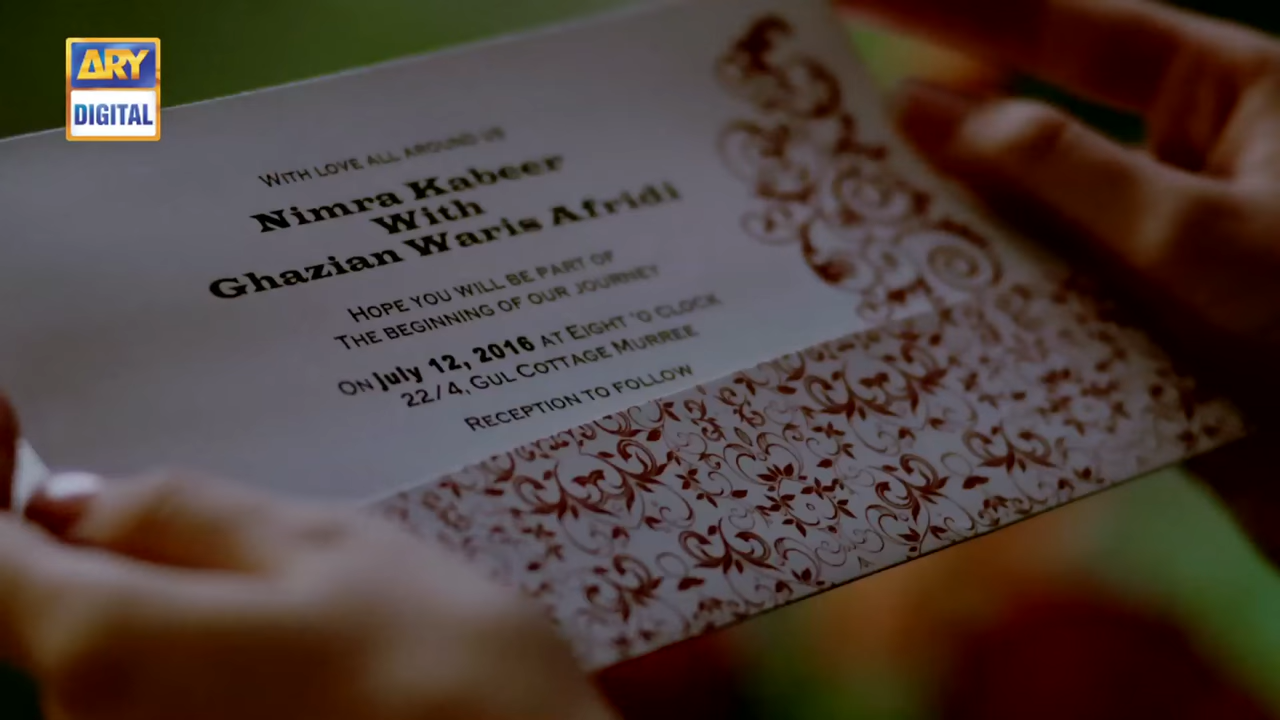 ARY
DIGITAL
WITH LOVE ALL AROUND US
Nimra Kabeer
With
Ghazian Waris Afridi
HOPE YOU WILL BE PART OF
THE BEGINNING OF OUR JOURNEY
ON July 12, 2016 AT EIGHT 'O CLOCK
22/4, GUL COTTAGE MURREE
RECEPTION TO FOLLOW